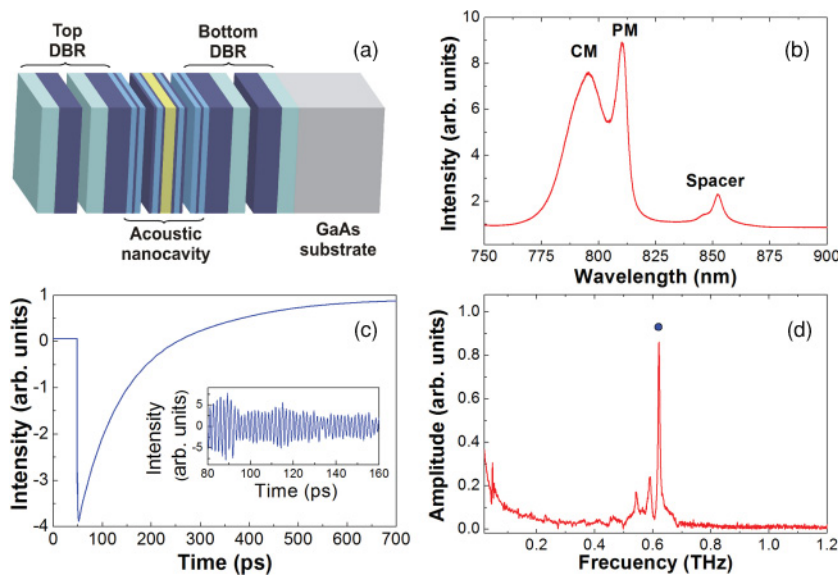 Top
DBR
Bottom
DBR
(a)
Acoustic
nanocavity
GaAs
substrate
(b)
CM
PM
Spacer
Intensity (arb. units)
10
8
6
4
2
750
775
800
825
850
875
900
Wavelength (nm)
(c)
Intensity (arb. units)
1
0
-1
-2
-3
-4
0
100
200
300
400
500
600
700
Time (ps)
Intensity
(arb. units)
5
0
-5
80
100
120
140
160
Time (ps)
(d)
Amplitude (arb. units)
1.0
0.8
0.6
0.4
0.2
0.0
0.2
0.4
0.6
0.8
1.0
1.2
Frecuency (THz)